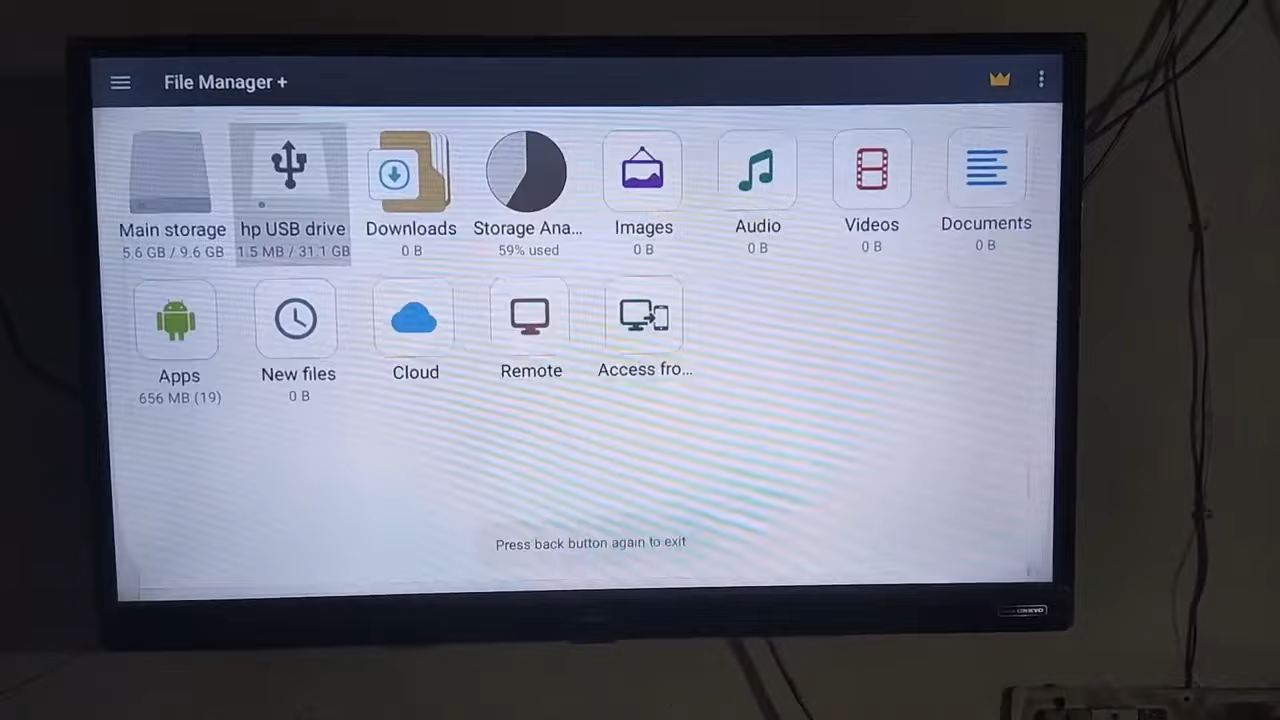 File Manager +
Main storage
5.6 GB / 9.6 GB
hp USB drive
1.5 MB / 31.1 GB
Downloads
0 B
Storage Ana...
59% used
Images
0 B
Audio
0 B
Videos
0 B
Documents
0 B
Apps
656 MB (19)
New files
0 B
Cloud
Remote
Access fro...
Press back button again to exit
ONKYO